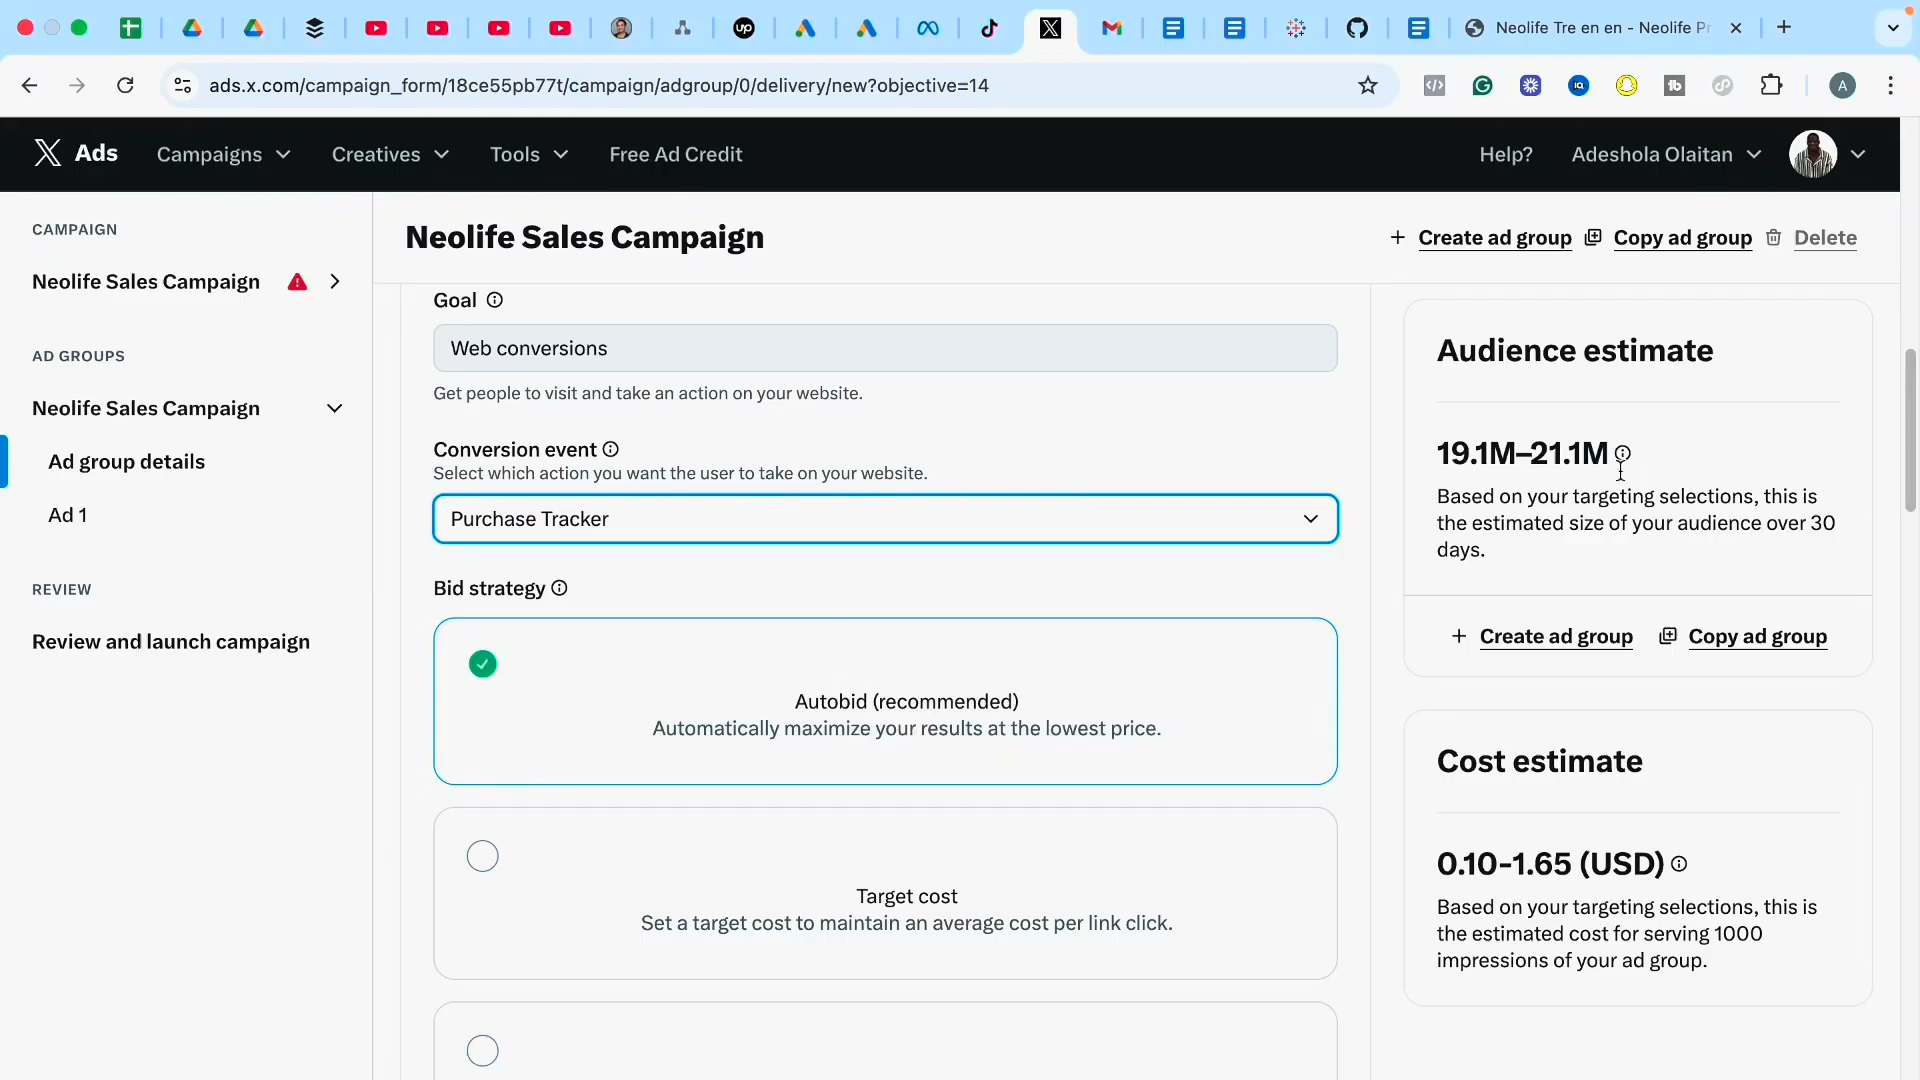 Neolife Tre en en - Neolife Pr
ads.x.com/campaign_form/18ce55pb77t/campaign/adgroup/0/delivery/new?objective=14
A
X Ads
Campaigns
Creatives
Tools
Free Ad Credit
Help?
Adeshola Olaitan
CAMPAIGN
Neolife Sales Campaign
AD GROUPS
Neolife Sales Campaign
Ad group details
Ad 1
REVIEW
Review and launch campaign
Neolife Sales Campaign
+ Create ad group
Copy ad group
Delete
Goal
Web conversions
Get people to visit and take an action on your website.
Conversion event
Select which action you want the user to take on your website.
Purchase Tracker
Bid strategy
Autobid (recommended)
Automatically maximize your results at the lowest price.
Target cost
Set a target cost to maintain an average cost per link click.
Audience estimate
19.1M–21.1M
Based on your targeting selections, this is
the estimated size of your audience over 30
days.
+ Create ad group
Copy ad group
Cost estimate
0.10-1.65 (USD)
Based on your targeting selections, this is
the estimated cost for serving 1000
impressions of your ad group.